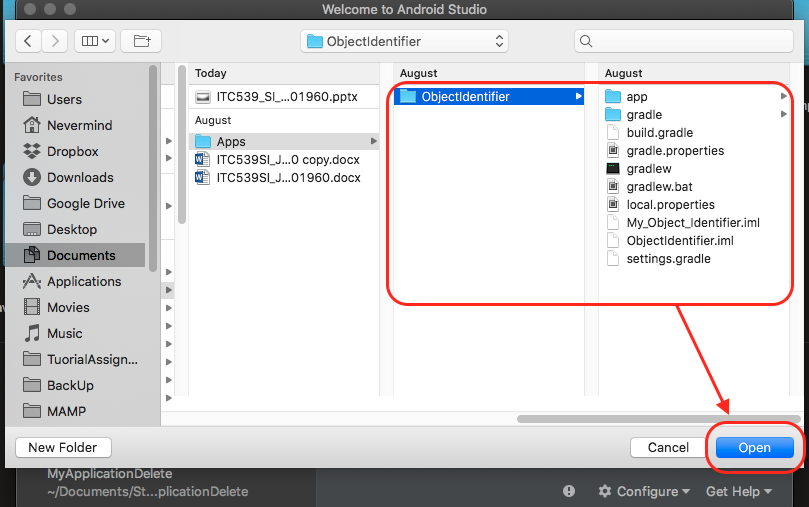 Welcome to Android Studio
ObjectIdentifier
Favorites
Users
Nevermind
Dropbox
Downloads
Google Drive
Desktop
Documents
Applications
Movies
Music
TuorialAssign...
BackUp
MAMP
Today
ITC539_SI_...01960.pptx
August
Apps
ITC539SI_J...0 copy.docx
ITC539SI_J...01960.docx
August
ObjectIdentifier
August
app
gradle
build.gradle
gradle.properties
gradlew
gradlew.bat
local.properties
My_Object_Identifier.iml
ObjectIdentifier.iml
settings.gradle
New Folder
Cancel
Open
MyApplicationDelete
~/Documents/St...plicationDelete
Configure
Get Help